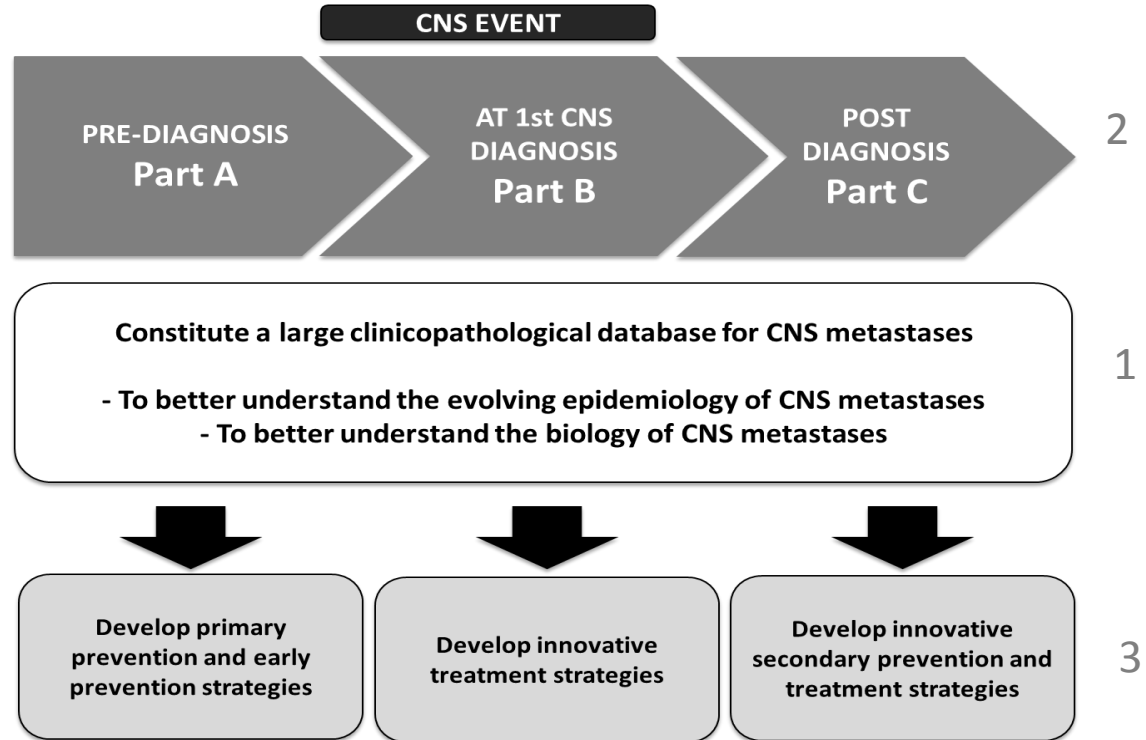 CNS EVENT
PRE-DIAGNOSIS
Part A
AT 1st CNS
DIAGNOSIS
Part B
POST
DIAGNOSIS
Part C
2
Constitute a large clinicopathological database for CNS metastases
- To better understand the evolving epidemiology of CNS metastases
- To better understand the biology of CNS metastases
1
Develop primary
prevention and early
prevention strategies
Develop innovative
treatment strategies
Develop innovative
secondary prevention and
treatment strategies
3